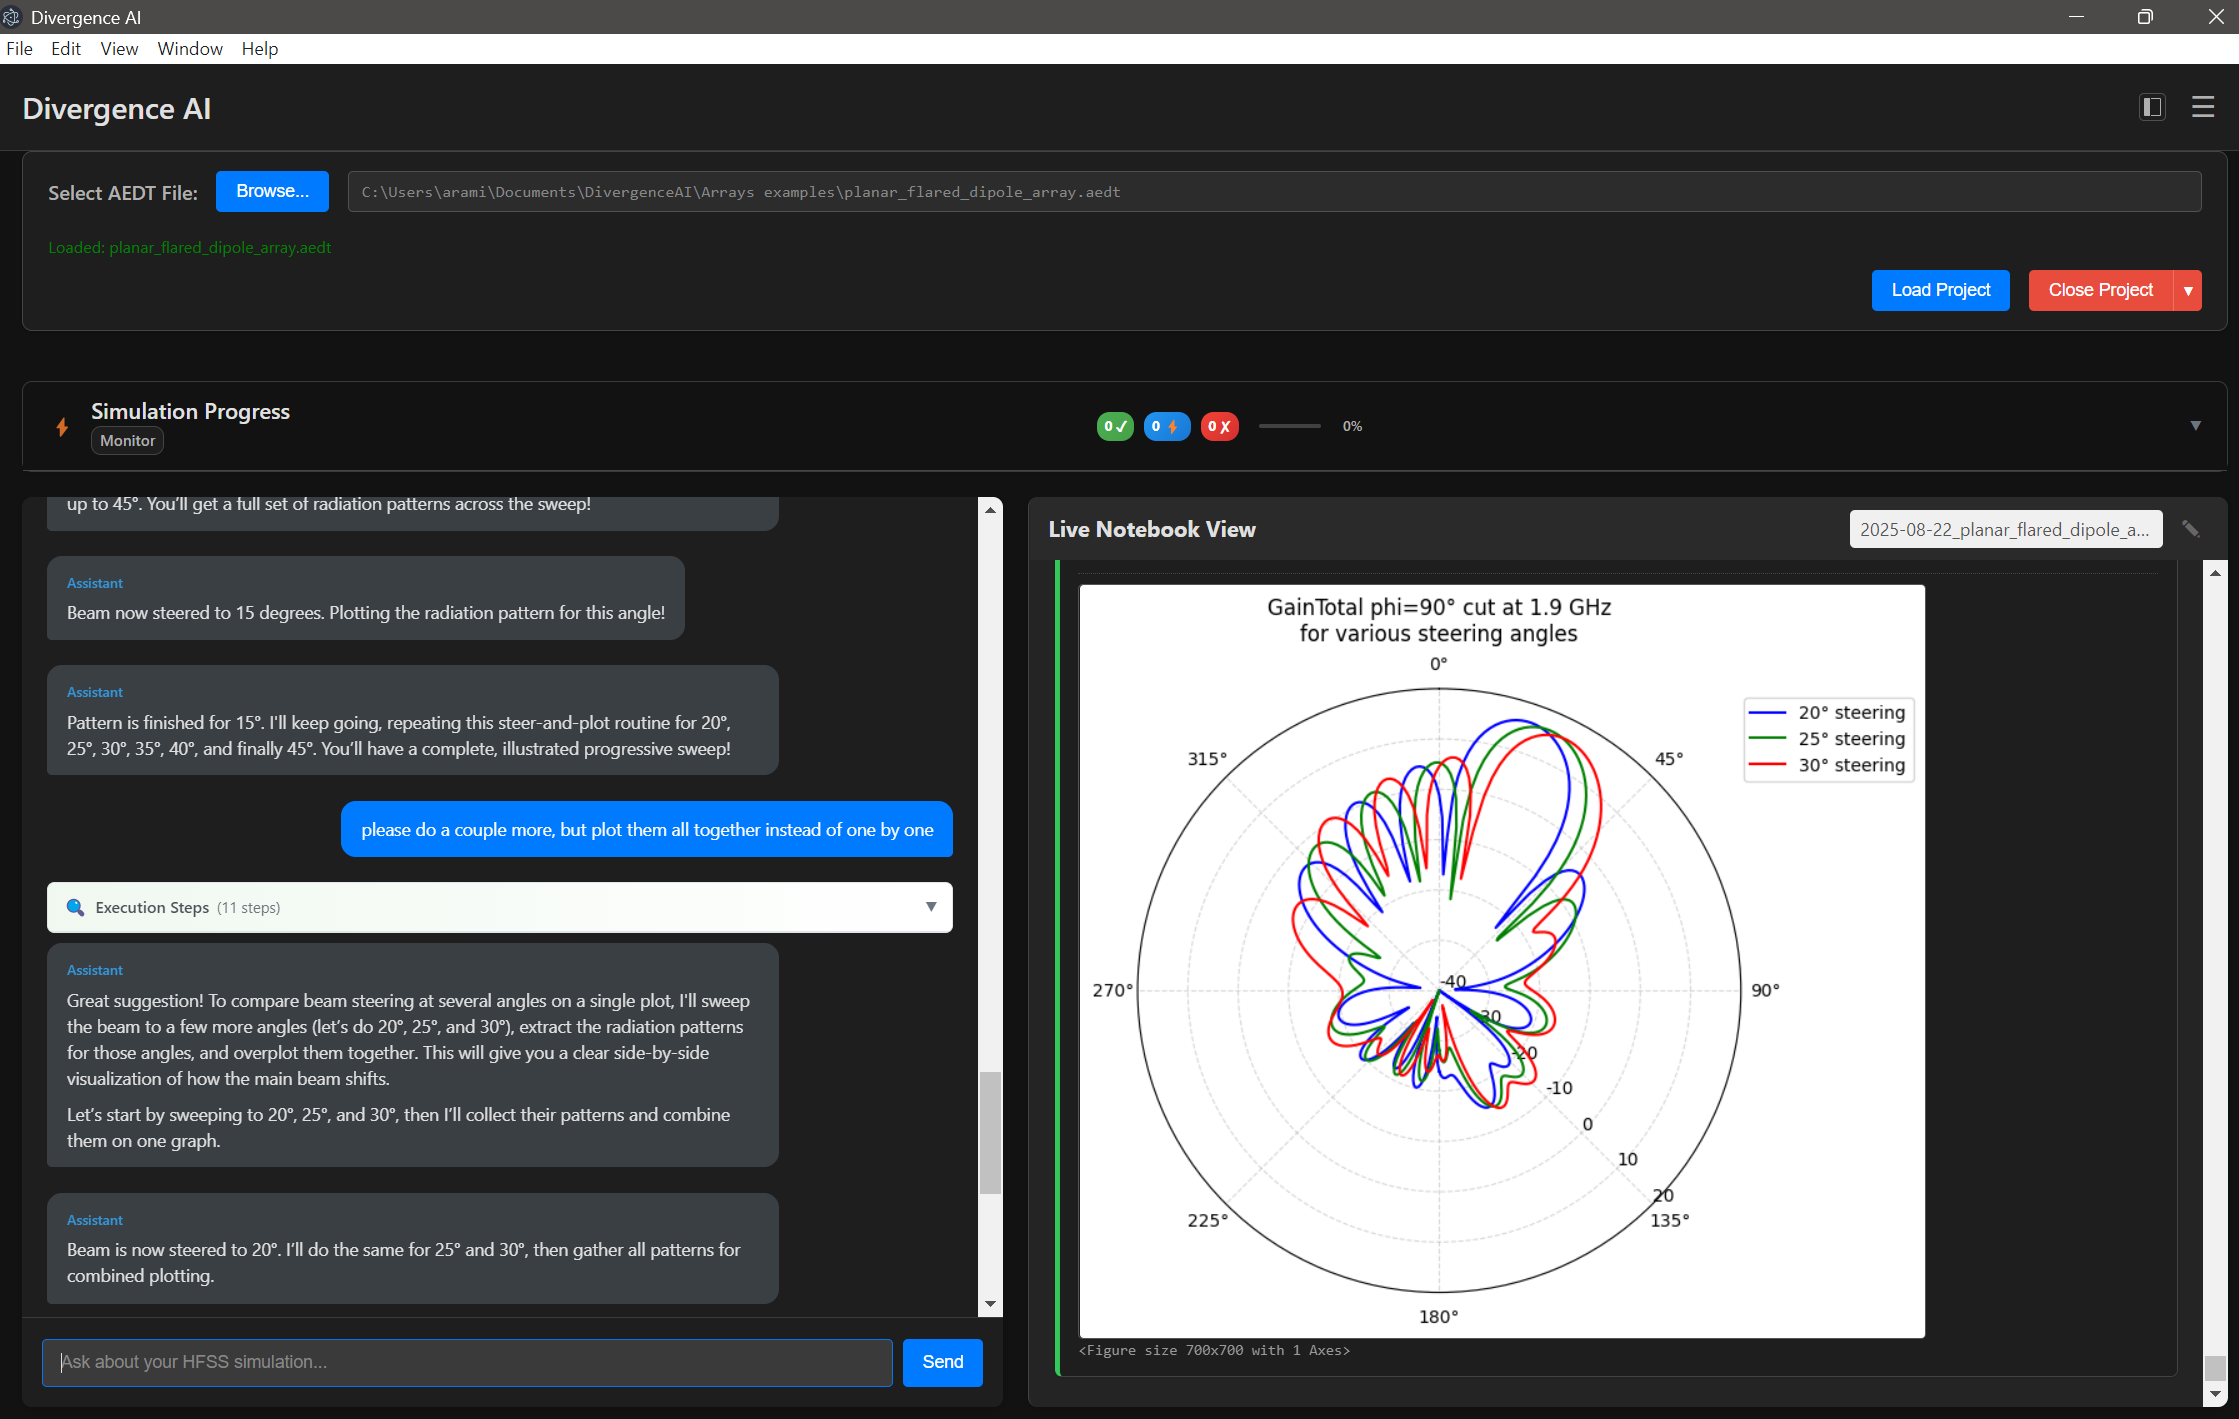 Divergence AI
File Edit View Window Help
Divergence AI
Select AEDT File:
Browse...
C:\Users\arami\Documents\DivergenceAI\Arrays examples\planar_flared_dipole_array.aedt
Loaded: planar_flared_dipole_array.aedt
Load Project
Close Project
Simulation Progress
Monitor
0
0
0
0%
up to 45°. You'll get a full set of radiation patterns across the sweep!
Assistant
Beam now steered to 15 degrees. Plotting the radiation pattern for this angle!
Assistant
Pattern is finished for 15°. I'll keep going, repeating this steer-and-plot routine for 20°,
25°, 30°, 35°, 40°, and finally 45°. You'll have a complete, illustrated progressive sweep!
please do a couple more, but plot them all together instead of one by one
Execution Steps (11 steps)
Assistant
Great suggestion! To compare beam steering at several angles on a single plot, I'll sweep
the beam to a few more angles (let's do 20°, 25°, and 30°), extract the radiation patterns
for those angles, and overplot them together. This will give you a clear side-by-side
visualization of how the main beam shifts.
Let's start by sweeping to 20°, 25°, and 30°, then I'll collect their patterns and combine
them on one graph.
Assistant
Beam is now steered to 20°. I'll do the same for 25° and 30°, then gather all patterns for
combined plotting.
Ask about your HFSS simulation...
Send
Live Notebook View
2025-08-22_planar_flared_dipole_a...
GainTotal phi=90° cut at 1.9 GHz
for various steering angles
0°
20° steering
25° steering
30° steering
315°
45°
270°
90°
-40
-30
-20
-10
0
10
20
225°
135°
180°
<Figure size 700x700 with 1 Axes>